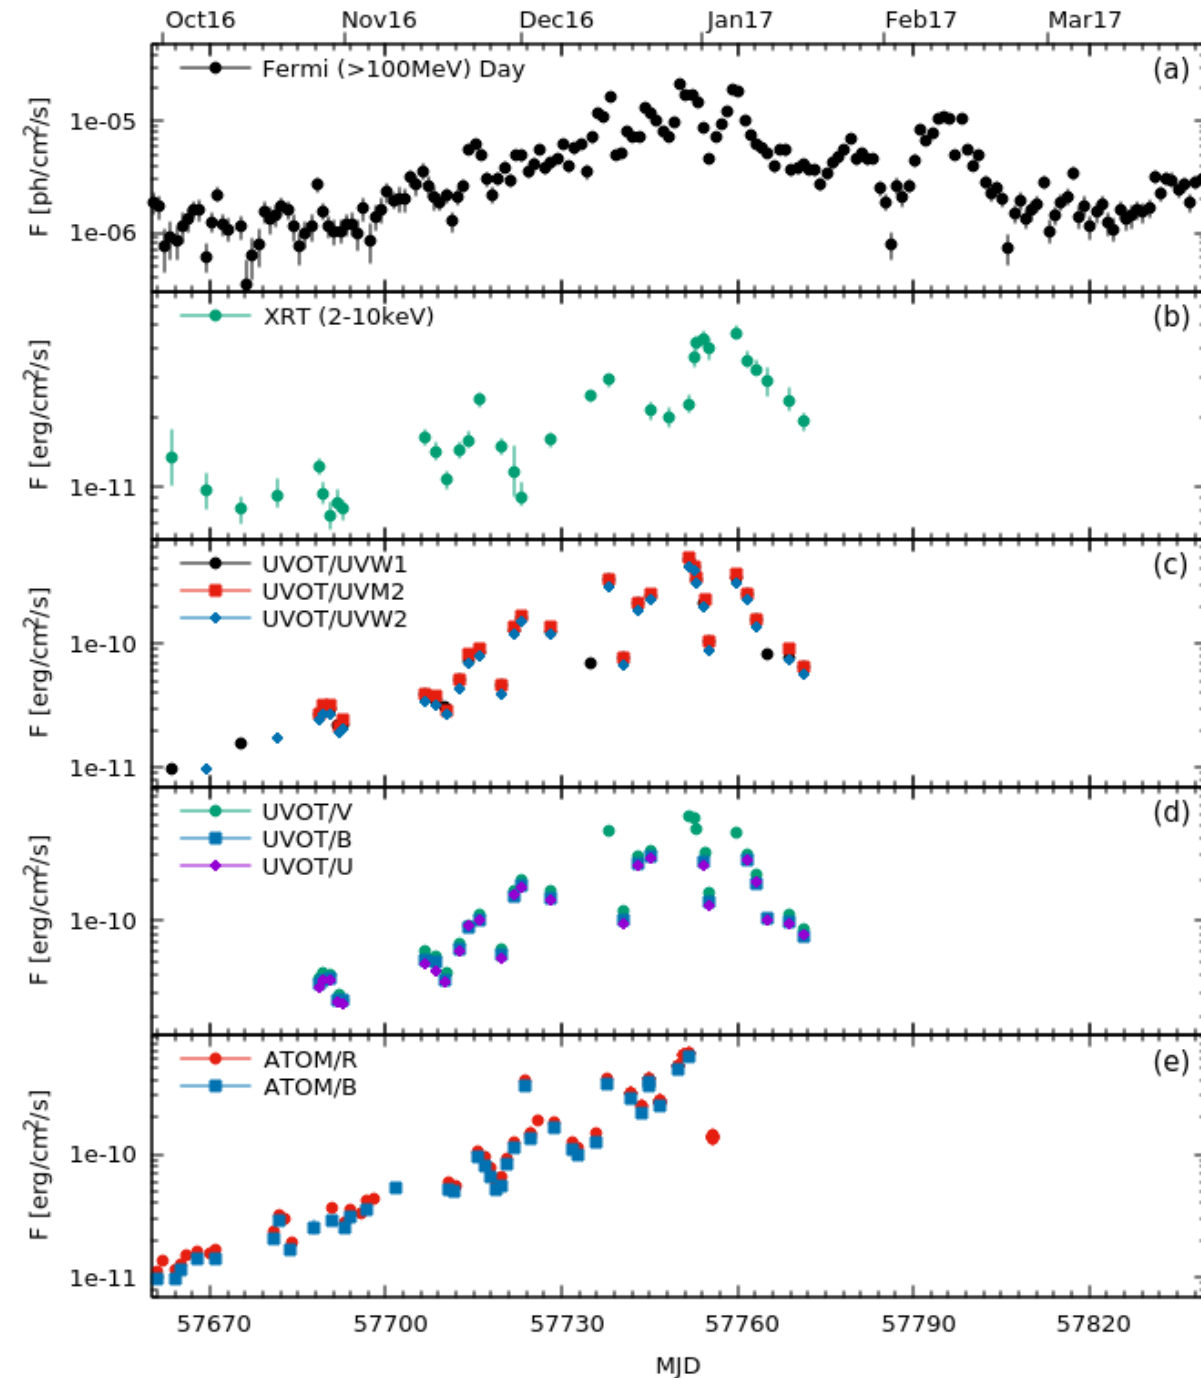 Oct16 Nov16 Dec16 Jan17 Feb17 Mar17
Fermi (>100MeV) Day (a)
F [ph/cm²/s]
1e-05
1e-06
XRT (2-10keV) (b)
F [erg/cm²/s]
1e-11
UVOT/UVW1 (c)
UVOT/UVM2
UVOT/UVW2
F [erg/cm²/s]
1e-10
1e-11
UVOT/V (d)
UVOT/B
UVOT/U
F [erg/cm²/s]
1e-10
ATOM/R (e)
ATOM/B
F [erg/cm²/s]
1e-10
1e-11
57670 57700 57730 57760 57790 57820
MJD